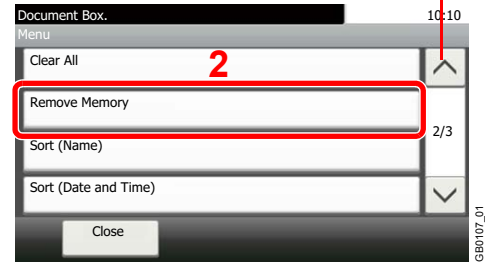 Document Box.
10:10
Menu
Clear All
2
Remove Memory
2/3
Sort (Name)
Sort (Date and Time)
Close
GB0107_01